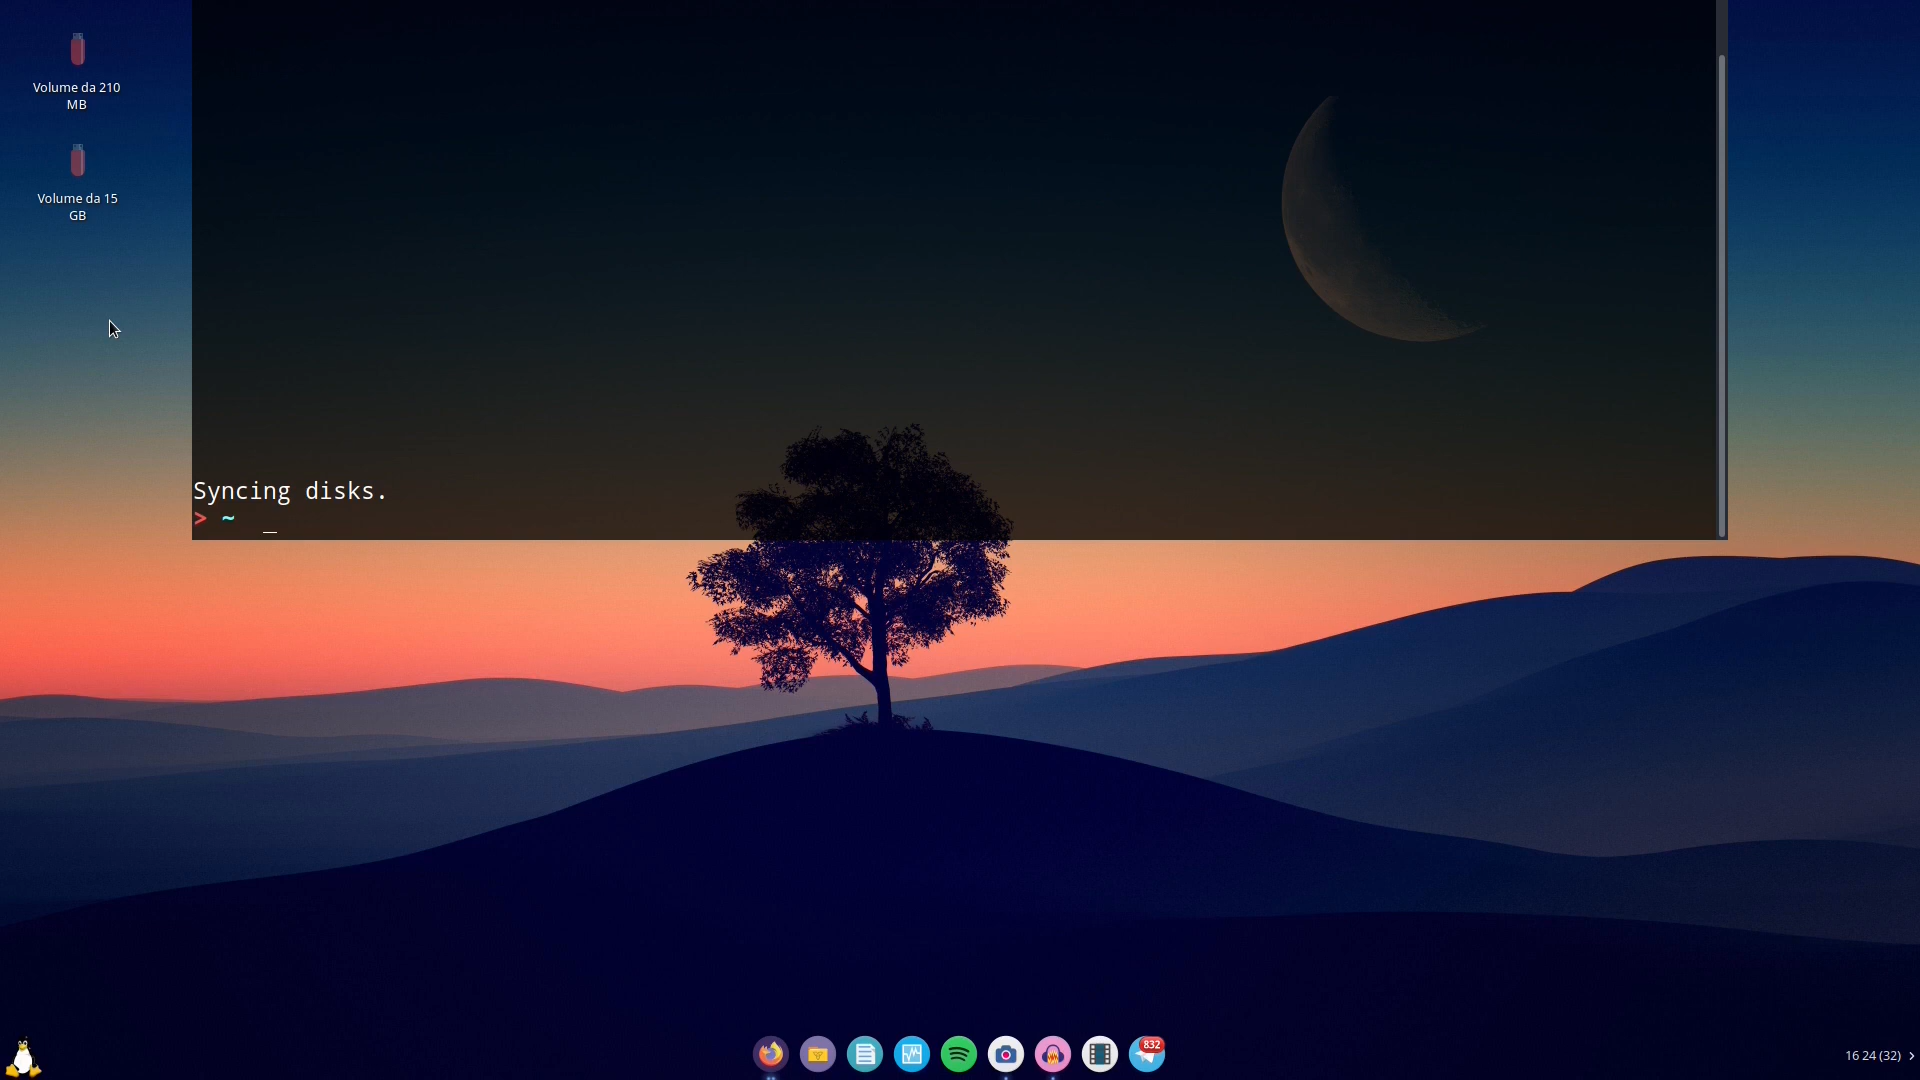 Volume da 210
MB
Volume da 15
GB
Syncing disks.
> ~ _
832
16 24 (32)